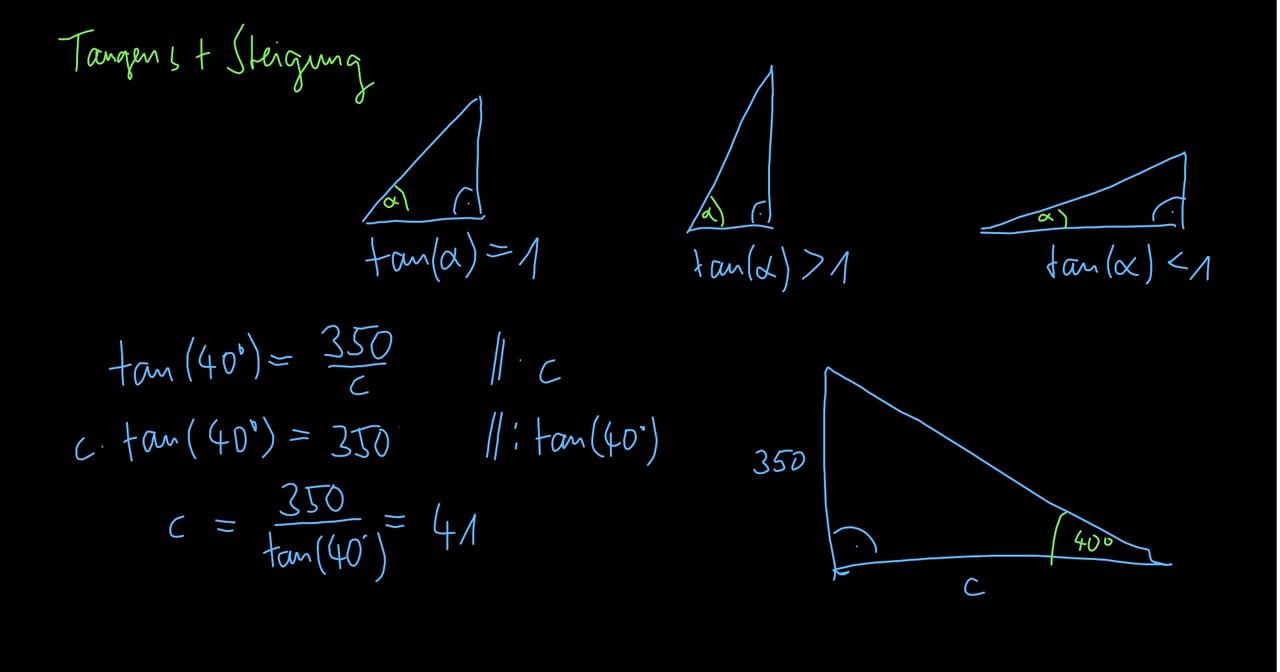 Tangens + Steigung
α
α
α
tan(α) = 1
tan(α) > 1
tan(α) < 1
tan(40°) = 350/c // · c
c · tan(40°) = 350 // : tan(40°)
c = 350/tan(40°) = 41
350
40°
c